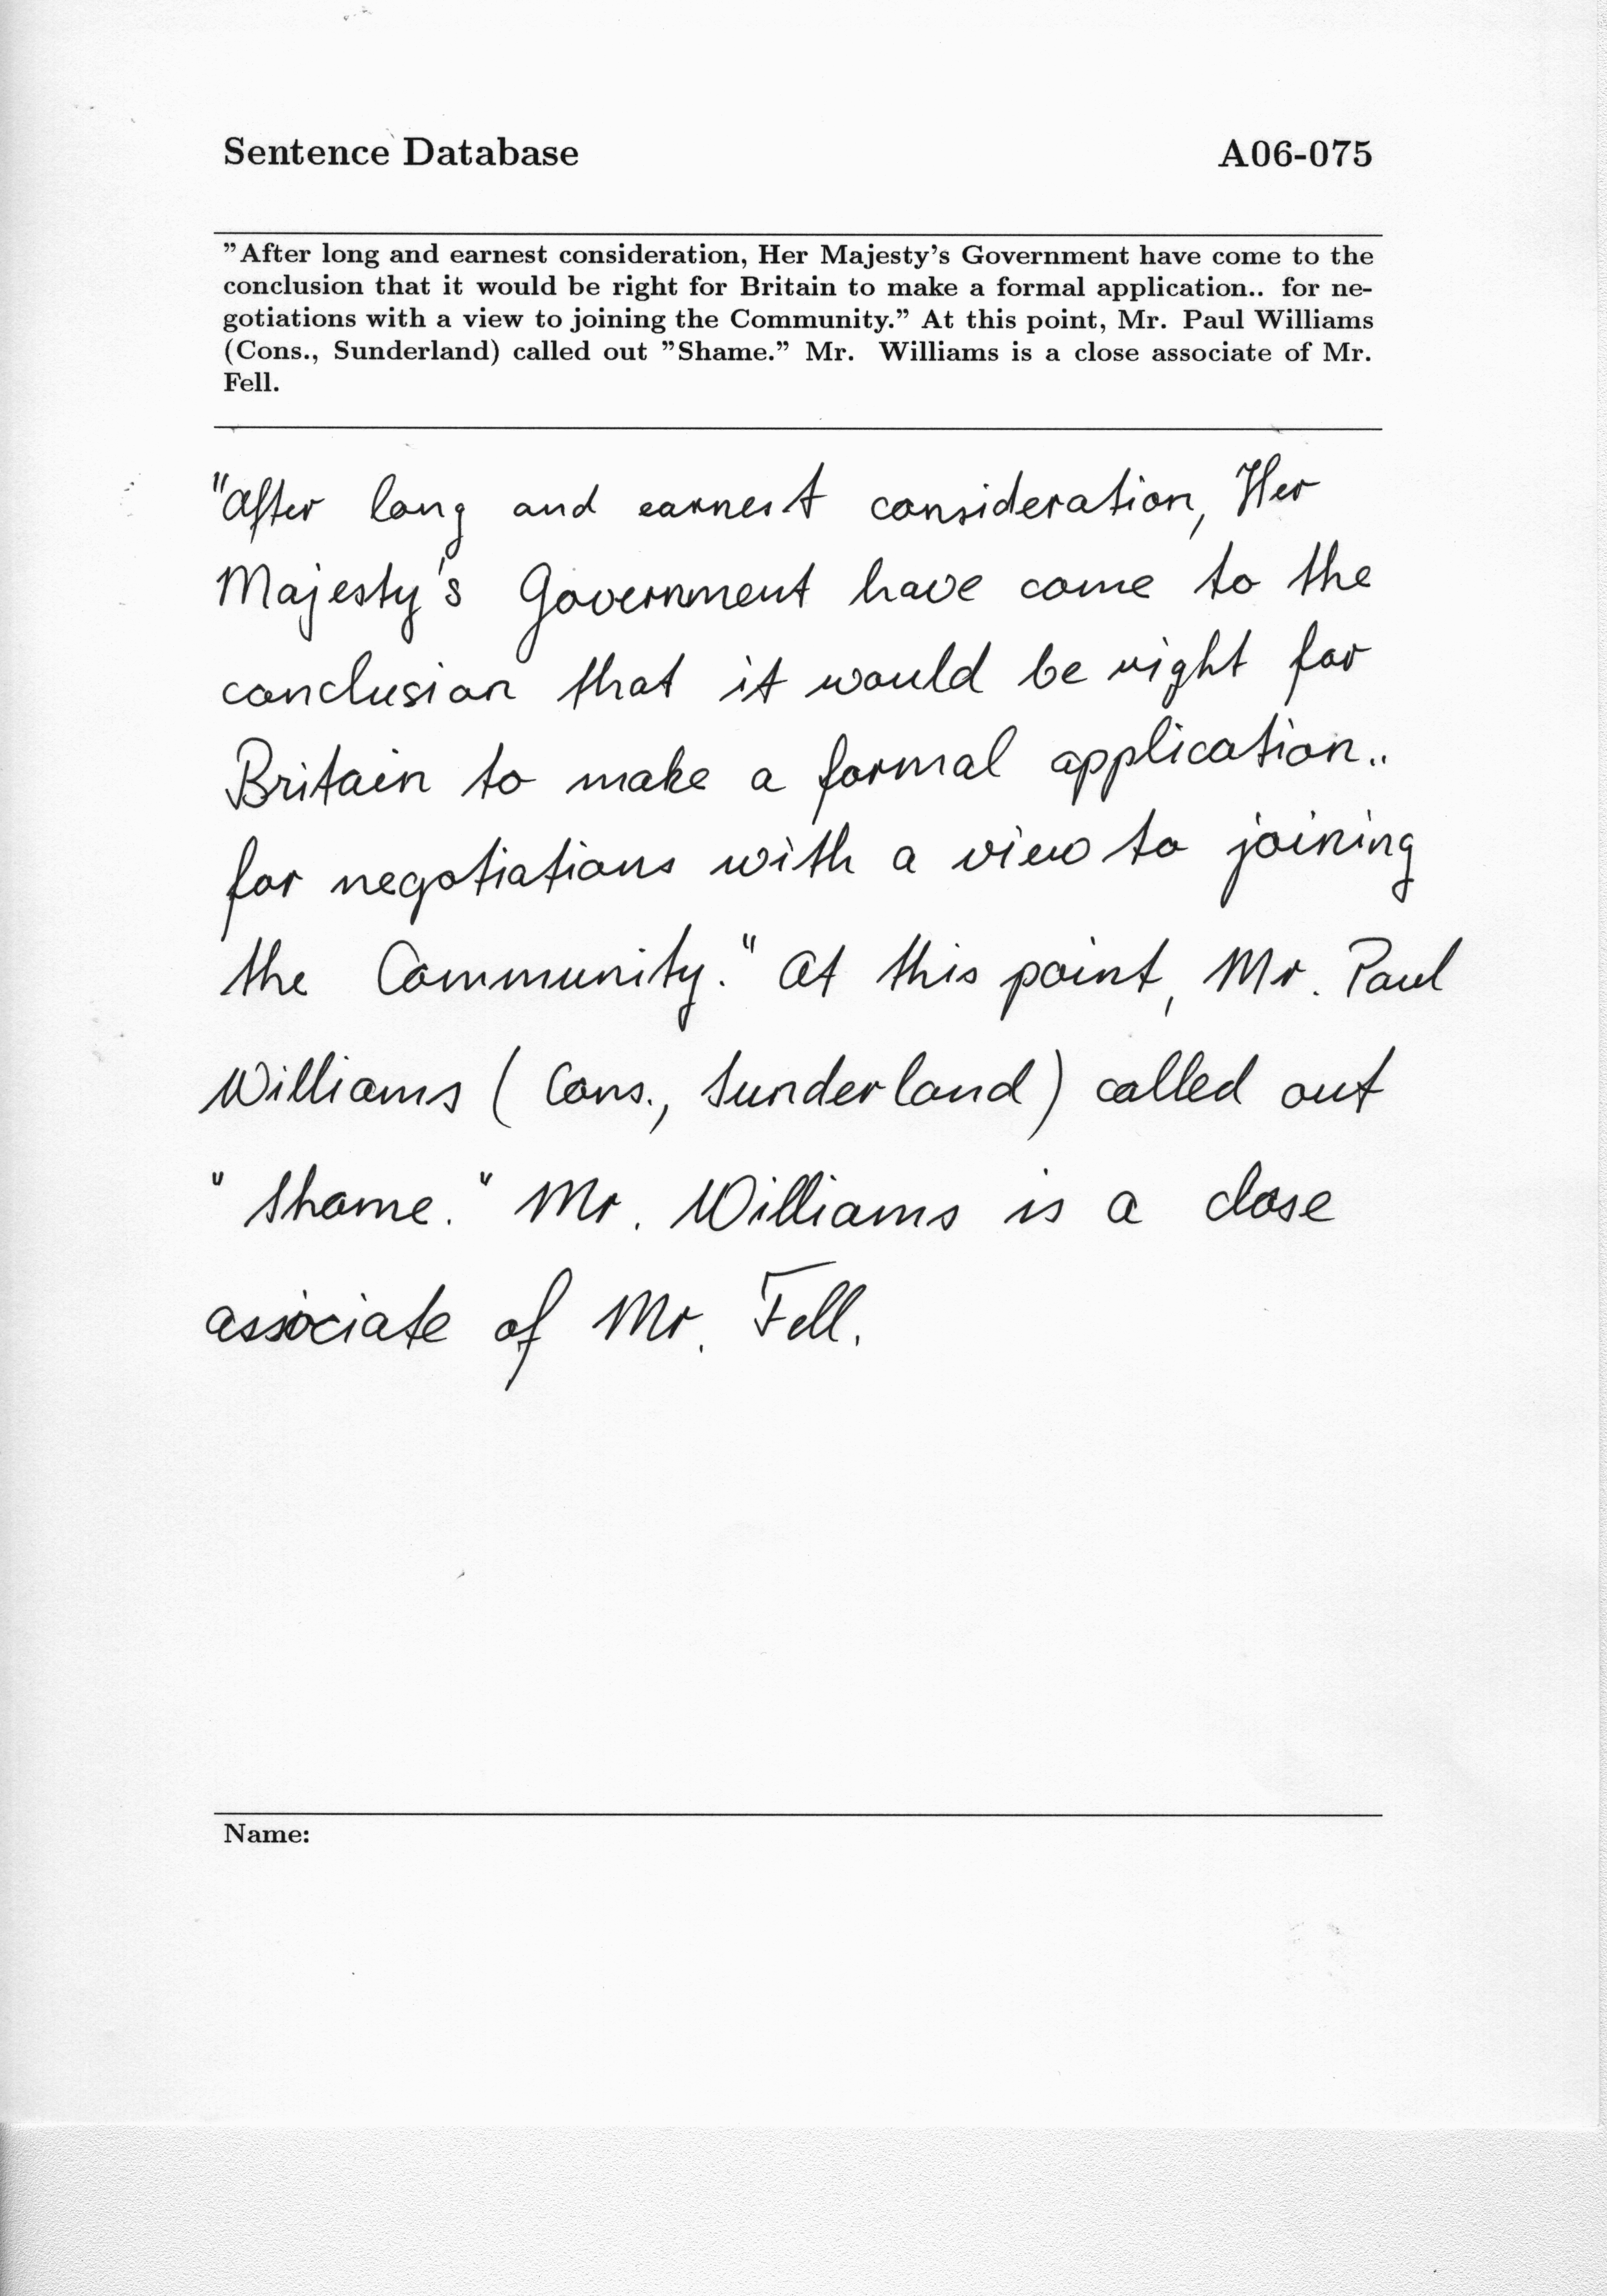 Sentence Database A06-075
"After long and earnest consideration, Her Majesty's Government have come to the
conclusion that it would be right for Britain to make a formal application.. for ne-
gotiations with a view to joining the Community." At this point, Mr. Paul Williams
(Cons., Sunderland) called out "Shame." Mr. Williams is a close associate of Mr.
Fell.
"After long and earnest consideration, Her
Majesty's Government have come to the
conclusion that it would be right for
Britain to make a formal application..
for negotiations with a view to joining
the Community." At this point, Mr. Paul
Williams (Cons., Sunderland) called out
"Shame." Mr. Williams is a close
associate of Mr. Fell.
Name: